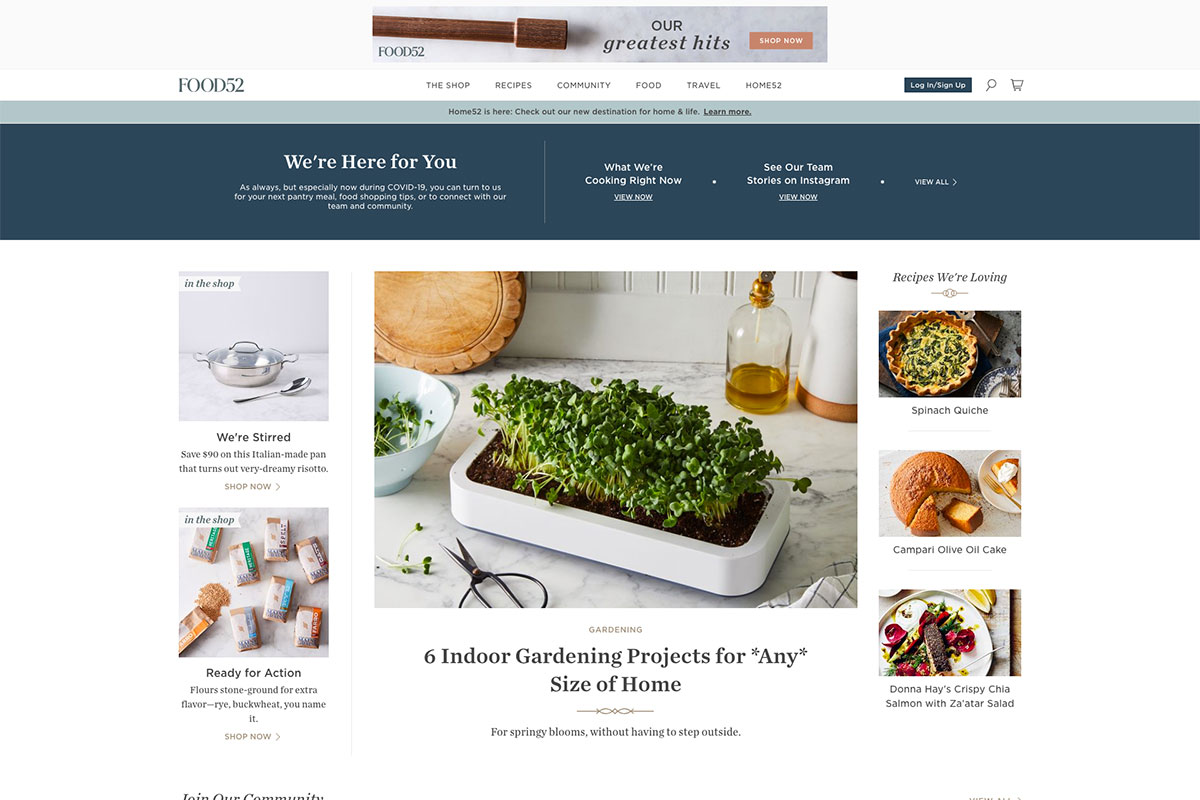 OUR
greatest hits
SHOP NOW
FOOD52
FOOD52
THE SHOP
RECIPES
COMMUNITY
FOOD
TRAVEL
HOME52
Log In/Sign Up
Home52 is here: Check out our new destination for home & life. Learn more.
We're Here for You
As always, but especially now during COVID-19, you can turn to us
for your next pantry meal, food shopping tips, or to connect with our
team and community.
What We're
Cooking Right Now
VIEW NOW
See Our Team
Stories on Instagram
VIEW NOW
VIEW ALL
in the shop
We're Stirred
Save $90 on this Italian-made pan
that turns out very-dreamy risotto.
SHOP NOW
in the shop
SPELT
FARRO
Ready for Action
Flours stone-ground for extra
flavor—rye, buckwheat, you name
it.
SHOP NOW
GARDENING
6 Indoor Gardening Projects for *Any*
Size of Home
For springy blooms, without having to step outside.
Recipes We're Loving
Spinach Quiche
Campari Olive Oil Cake
Donna Hay's Crispy Chia
Salmon with Za'atar Salad
Join Our Community
VIEW ALL